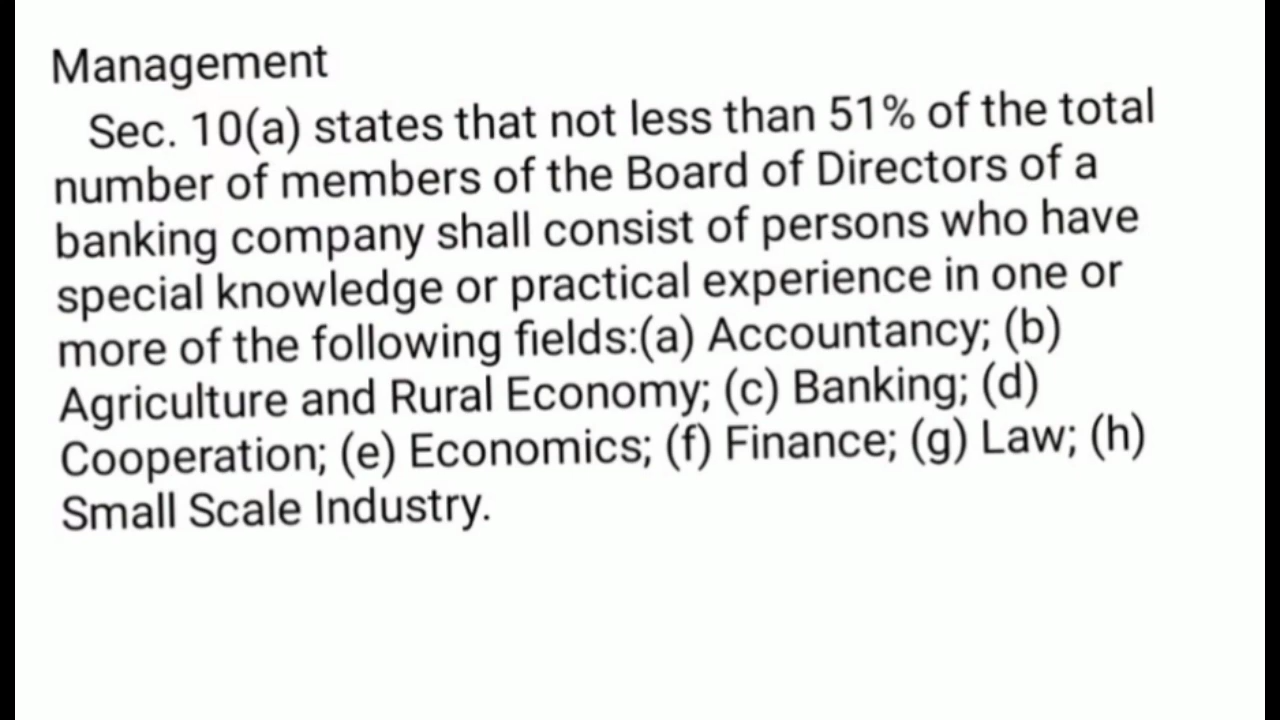 Management
Sec. 10(a) states that not less than 51% of the total
number of members of the Board of Directors of a
banking company shall consist of persons who have
special knowledge or practical experience in one or
more of the following fields:(a) Accountancy; (b)
Agriculture and Rural Economy; (c) Banking; (d)
Cooperation; (e) Economics; (f) Finance; (g) Law; (h)
Small Scale Industry.